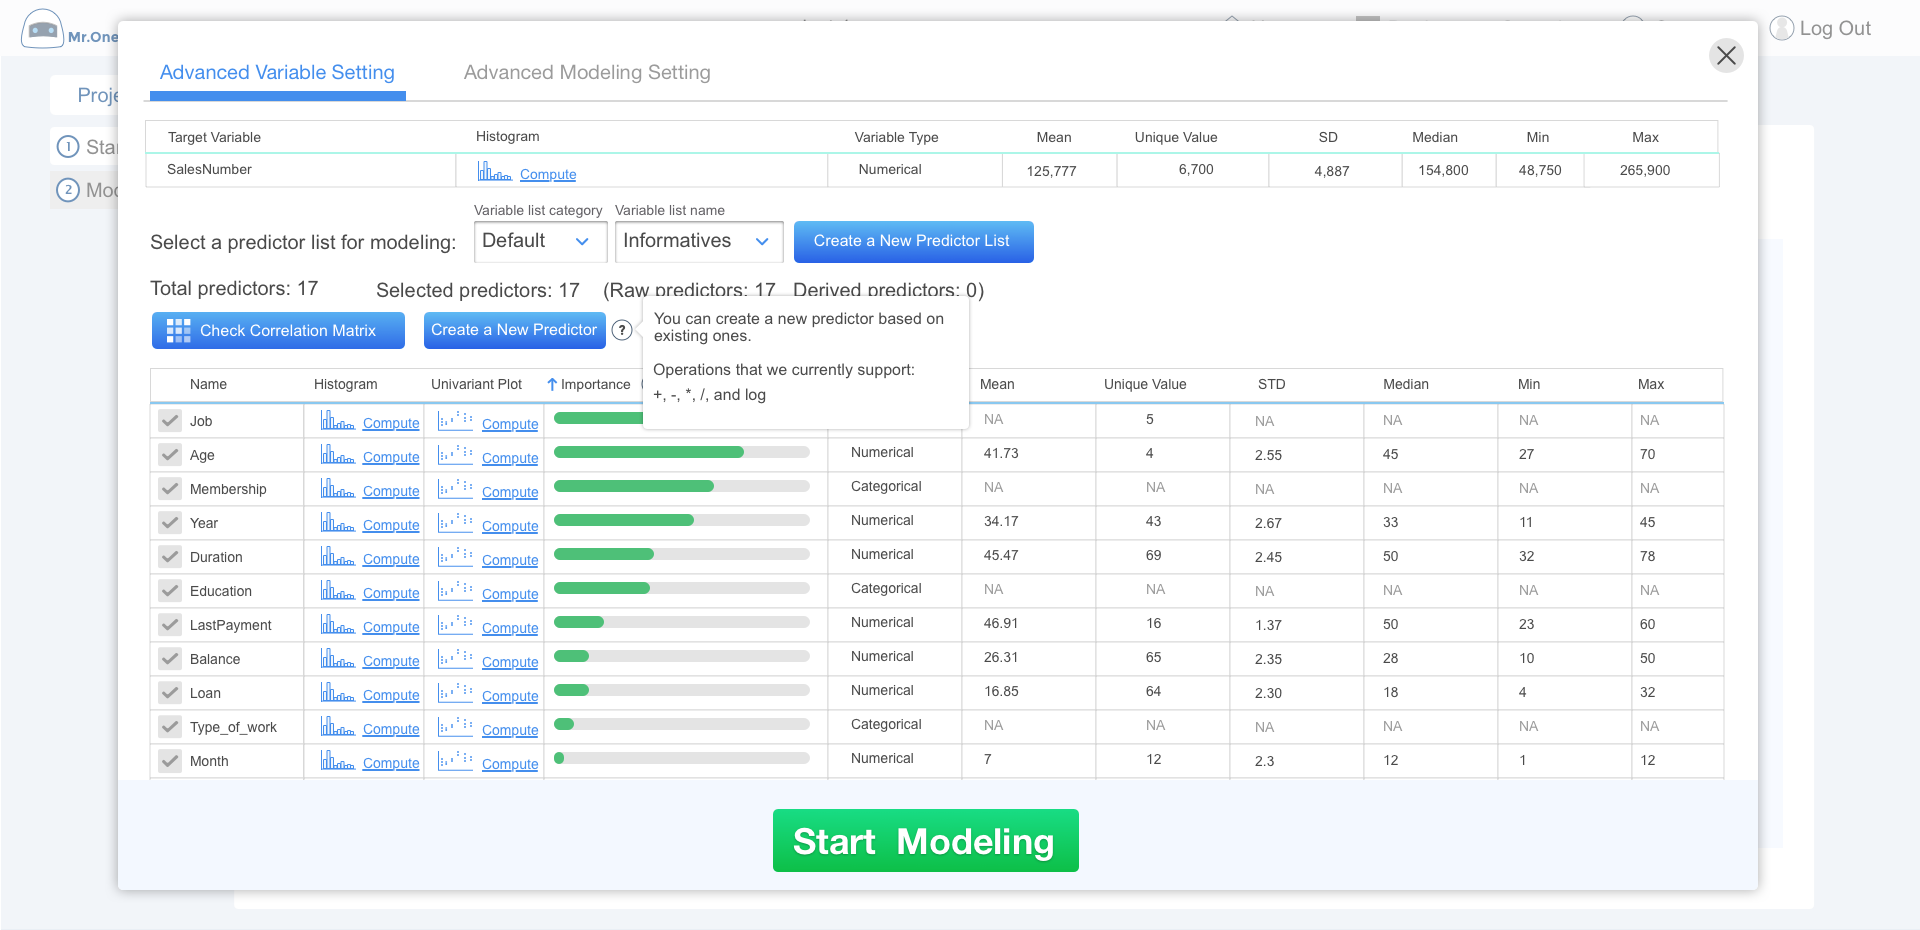 Mr.One
Log Out
Advanced Variable Setting Advanced Modeling Setting
Target Variable Histogram Variable Type Mean Unique Value SD Median Min Max
SalesNumber Compute Numerical 125,777 6,700 4,887 154,800 48,750 265,900
Variable list category Variable list name
Select a predictor list for modeling: Default Informatives Create a New Predictor List
Total predictors: 17 Selected predictors: 17 (Raw predictors: 17 Derived predictors: 0)
Check Correlation Matrix Create a New Predictor ?
You can create a new predictor based on
existing ones.
Operations that we currently support:
+, -, *, /, and log
Name Histogram Univariant Plot Importance Mean Unique Value STD Median Min Max
Job Compute Compute NA 5 NA NA NA NA
Age Compute Compute Numerical 41.73 4 2.55 45 27 70
Membership Compute Compute Categorical NA NA NA NA NA NA
Year Compute Compute Numerical 34.17 43 2.67 33 11 45
Duration Compute Compute Numerical 45.47 69 2.45 50 32 78
Education Compute Compute Categorical NA NA NA NA NA NA
LastPayment Compute Compute Numerical 46.91 16 1.37 50 23 60
Balance Compute Compute Numerical 26.31 65 2.35 28 10 50
Loan Compute Compute Numerical 16.85 64 2.30 18 4 32
Type_of_work Compute Compute Categorical NA NA NA NA NA NA
Month Compute Compute Numerical 7 12 2.3 12 1 12
Start Modeling
Proje
1 Star
2 Mod